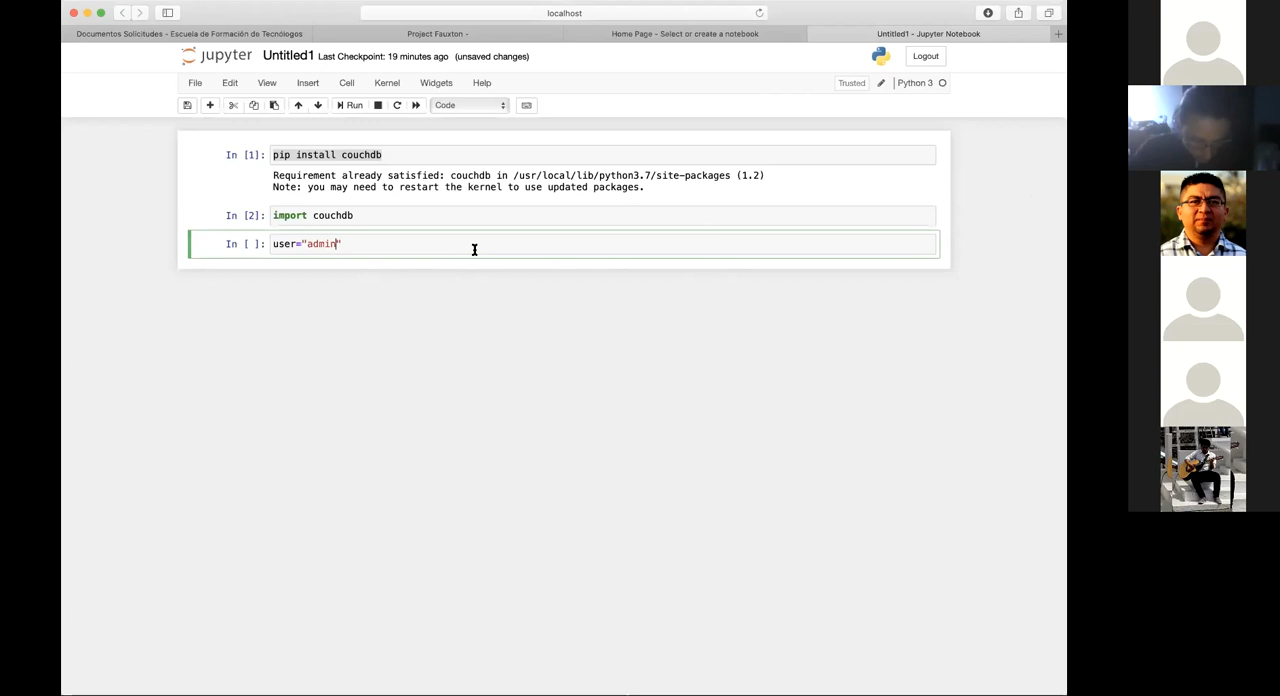 localhost
Documentos Solicitudes - Escuela de Formación de Tecnólogos
Project Fauxton -
Home Page - Select or create a notebook
Untitled1 - Jupyter Notebook
jupyter Untitled1 Last Checkpoint: 19 minutes ago (unsaved changes)
Logout
File Edit View Insert Cell Kernel Widgets Help
Trusted
Python 3
Run
Code
In [1]: pip install couchdb
Requirement already satisfied: couchdb in /usr/local/lib/python3.7/site-packages (1.2)
Note: you may need to restart the kernel to use updated packages.
In [2]: import couchdb
In [ ]: user="admin"